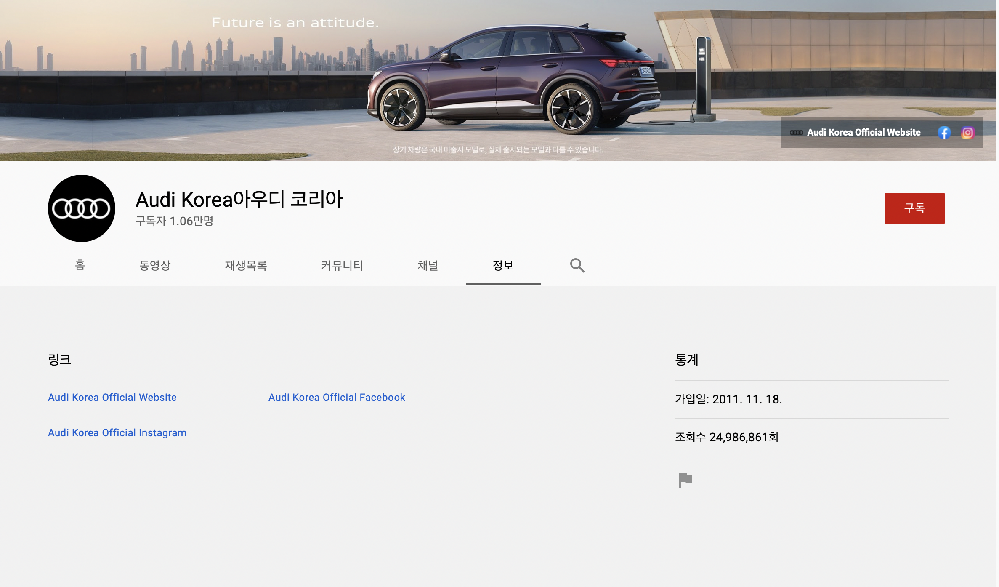 Future is an attitude.
Audi Korea Official Website
상기 차량은 국내 미출시 모델로, 실제 출시되는 모델과 다를 수 있습니다.
Audi Korea아우디 코리아
구독자 1.06만명
구독
홈 동영상 재생목록 커뮤니티 채널 정보
링크
Audi Korea Official Website Audi Korea Official Facebook
Audi Korea Official Instagram
통계
가입일: 2011. 11. 18.
조회수 24,986,861회